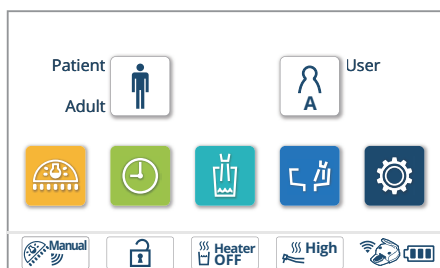 Patient
User
Adult
A
Manual
Heater
OFF
High